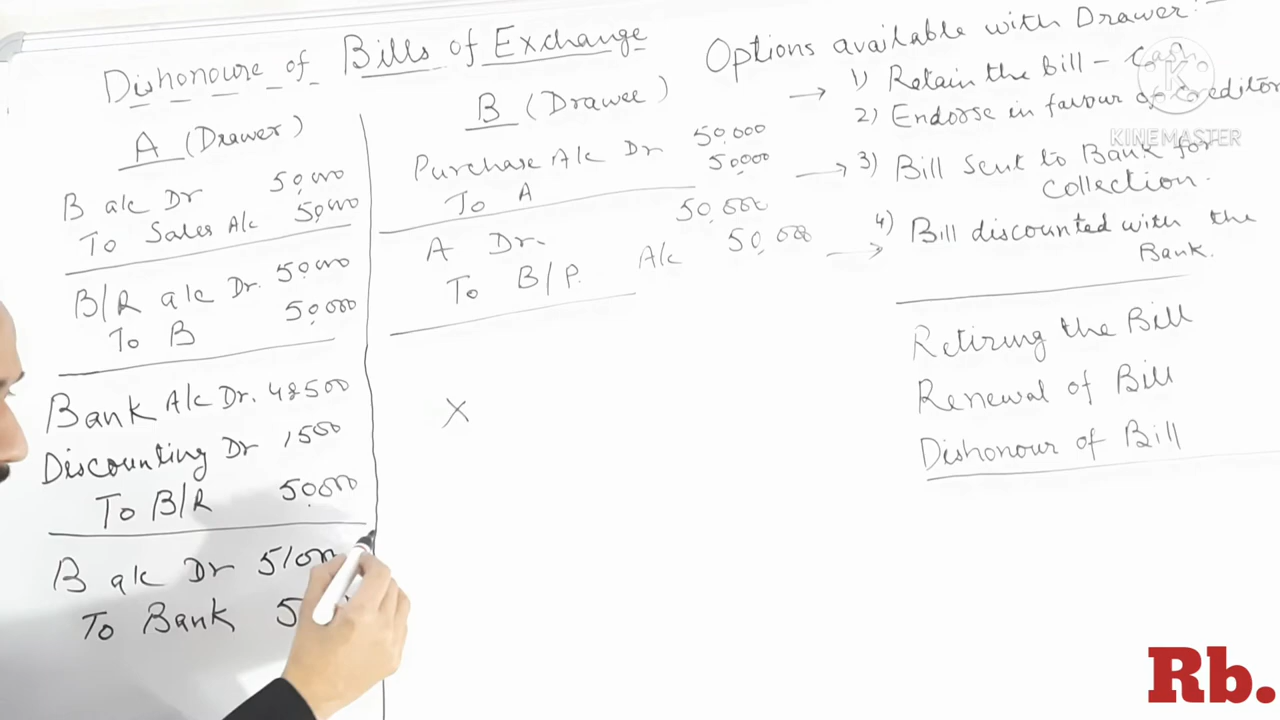 Dishonoure of Bills of Exchange
A (Drawer)
B a/c Dr 50,000
To Sales A/c 50,000
B/R a/c Dr. 50,000
To B 50,000
Bank A/c Dr. 48500
Discounting Dr 1500
To B/R 50,000
B a/c Dr
To Bank
B (Drawee)
Purchase A/c Dr 50,000
To A 50,000
A Dr. 50,000
To B/P. A/c 50,000
X
Options available with Drawer:-
1) Retain the bill - Cash
2) Endorse in favour of Creditor
3) Bill Sent to Bank for
Collection.
4) Bill discounted with the
Bank.
Retiring the Bill
Renewal of Bill
Dishonour of Bill
K
KINEMASTER
Rb.